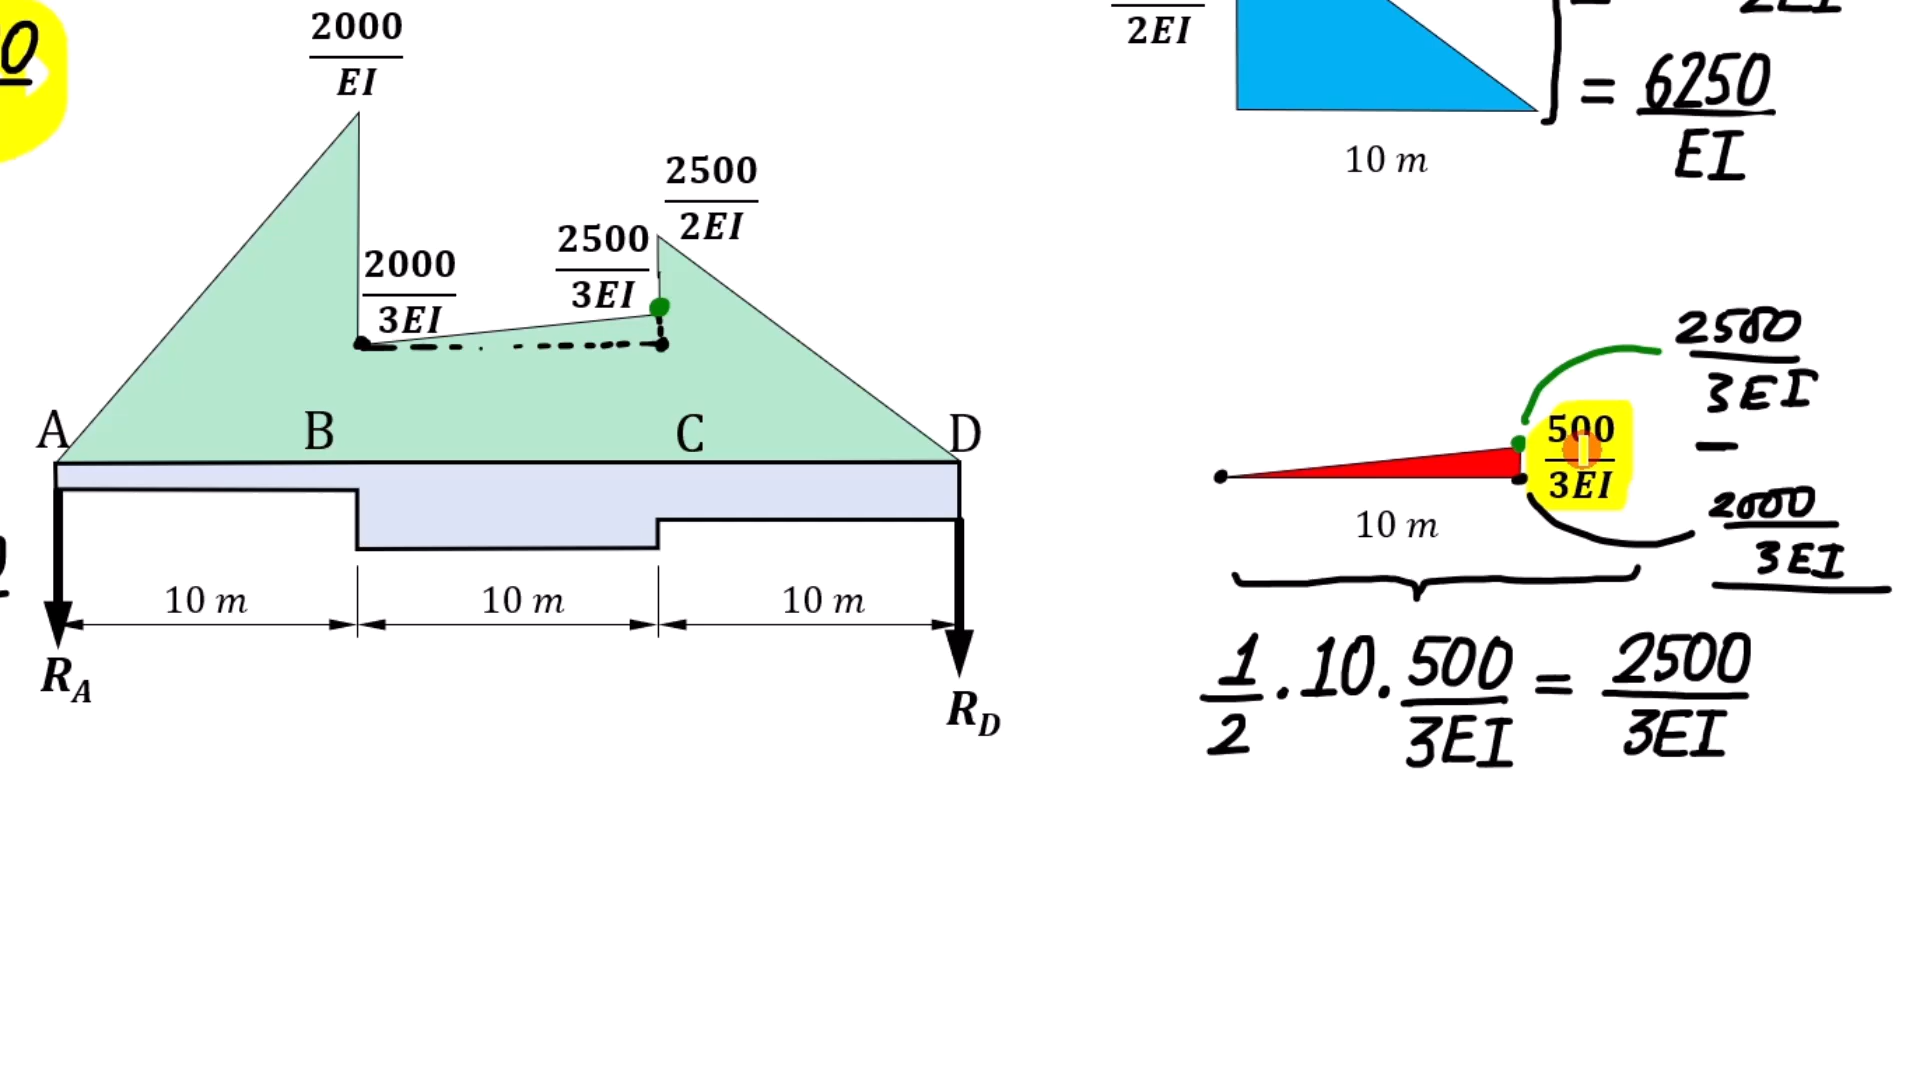 0
2000
EI
2000
3EI
2500
3EI
2500
2EI
A
B
C
D
10 m
10 m
10 m
R_A
R_D
2EI
= 2EI
= 6250
EI
10 m
2500
3EI
–
2000
3EI
500
3EI
10 m
1/2 . 10 . 500/3EI = 2500/3EI